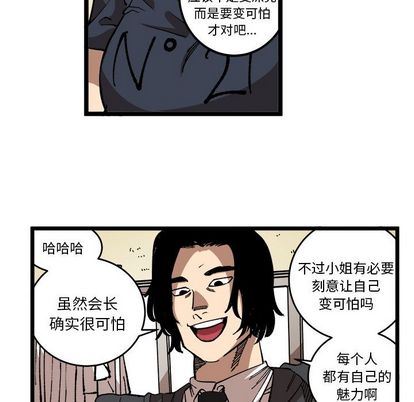 而是要变可怕
才对吧...
哈哈哈
虽然会长
确实很可怕
不过小姐有必要
刻意让自己
变可怕吗
每个人
都有自己的
魅力啊